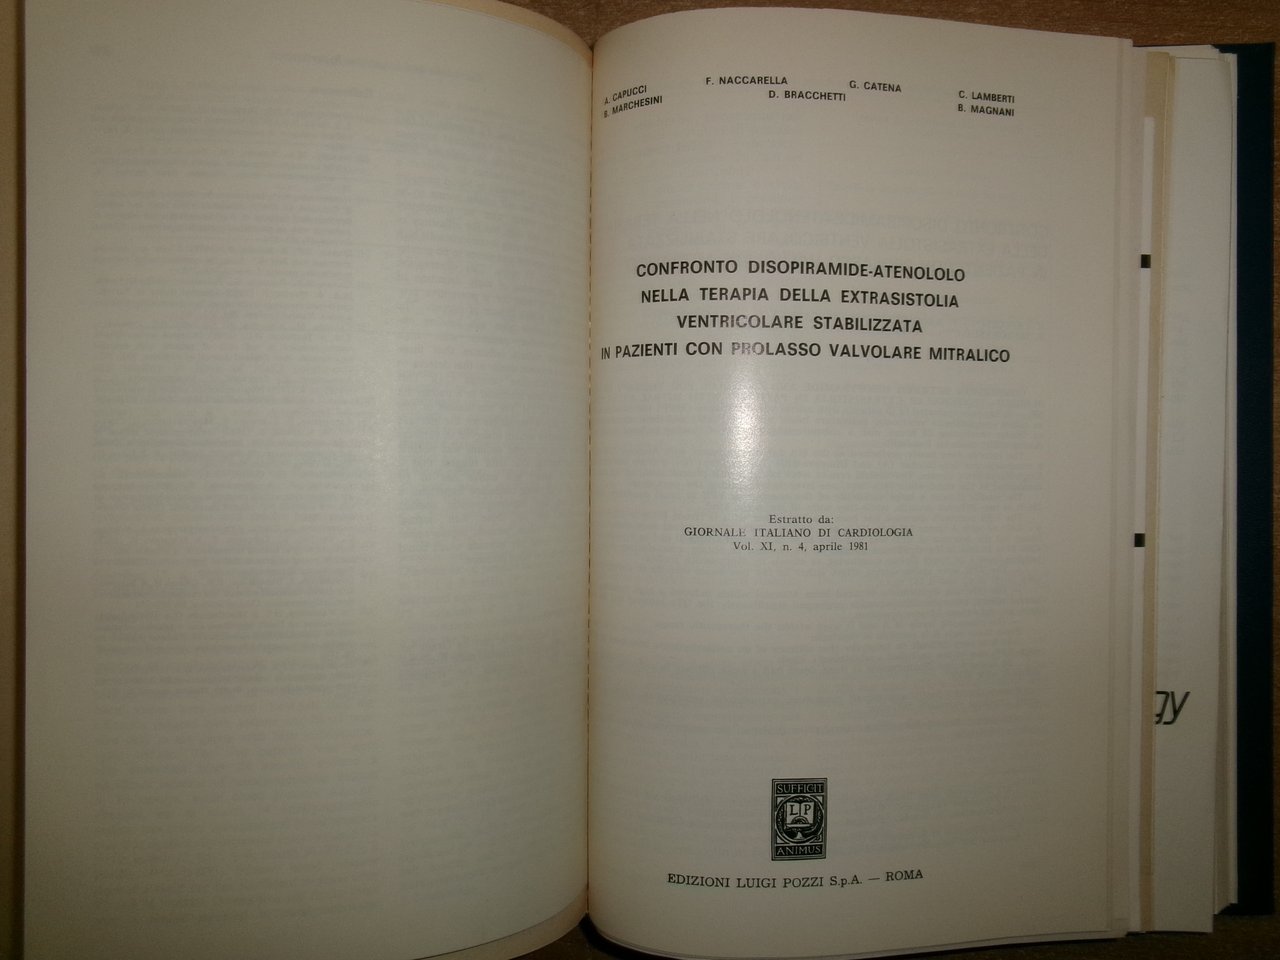 A. CAPUCCI F. NACCARELLA G. CATENA C. LAMBERTI
B. MARCHESINI D. BRACCHETTI B. MAGNANI
CONFRONTO DISOPIRAMIDE-ATENOLOLO
NELLA TERAPIA DELLA EXTRASISTOLIA
VENTRICOLARE STABILIZZATA
IN PAZIENTI CON PROLASSO VALVOLARE MITRALICO
Estratto da:
GIORNALE ITALIANO DI CARDIOLOGIA
Vol. XI, n. 4, aprile 1981
gy
SUFFICIT
L P
ANIMUS
EDIZIONI LUIGI POZZI S.p.A. — ROMA